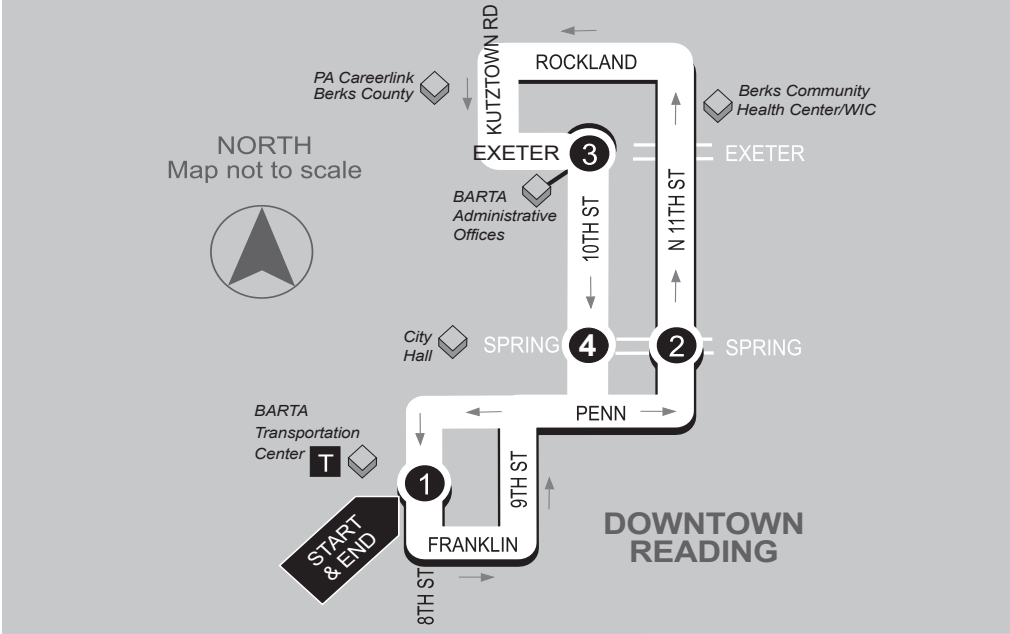 KUTZTOWN RD
ROCKLAND
PA Careerlink
Berks County
Berks Community
Health Center/WIC
NORTH
Map not to scale
EXETER
3
EXETER
BARTA
Administrative
Offices
10TH ST
N 11TH ST
City
Hall
SPRING
4
2
SPRING
PENN
BARTA
Transportation
Center
T
1
9TH ST
START
& END
FRANKLIN
8TH ST
DOWNTOWN
READING